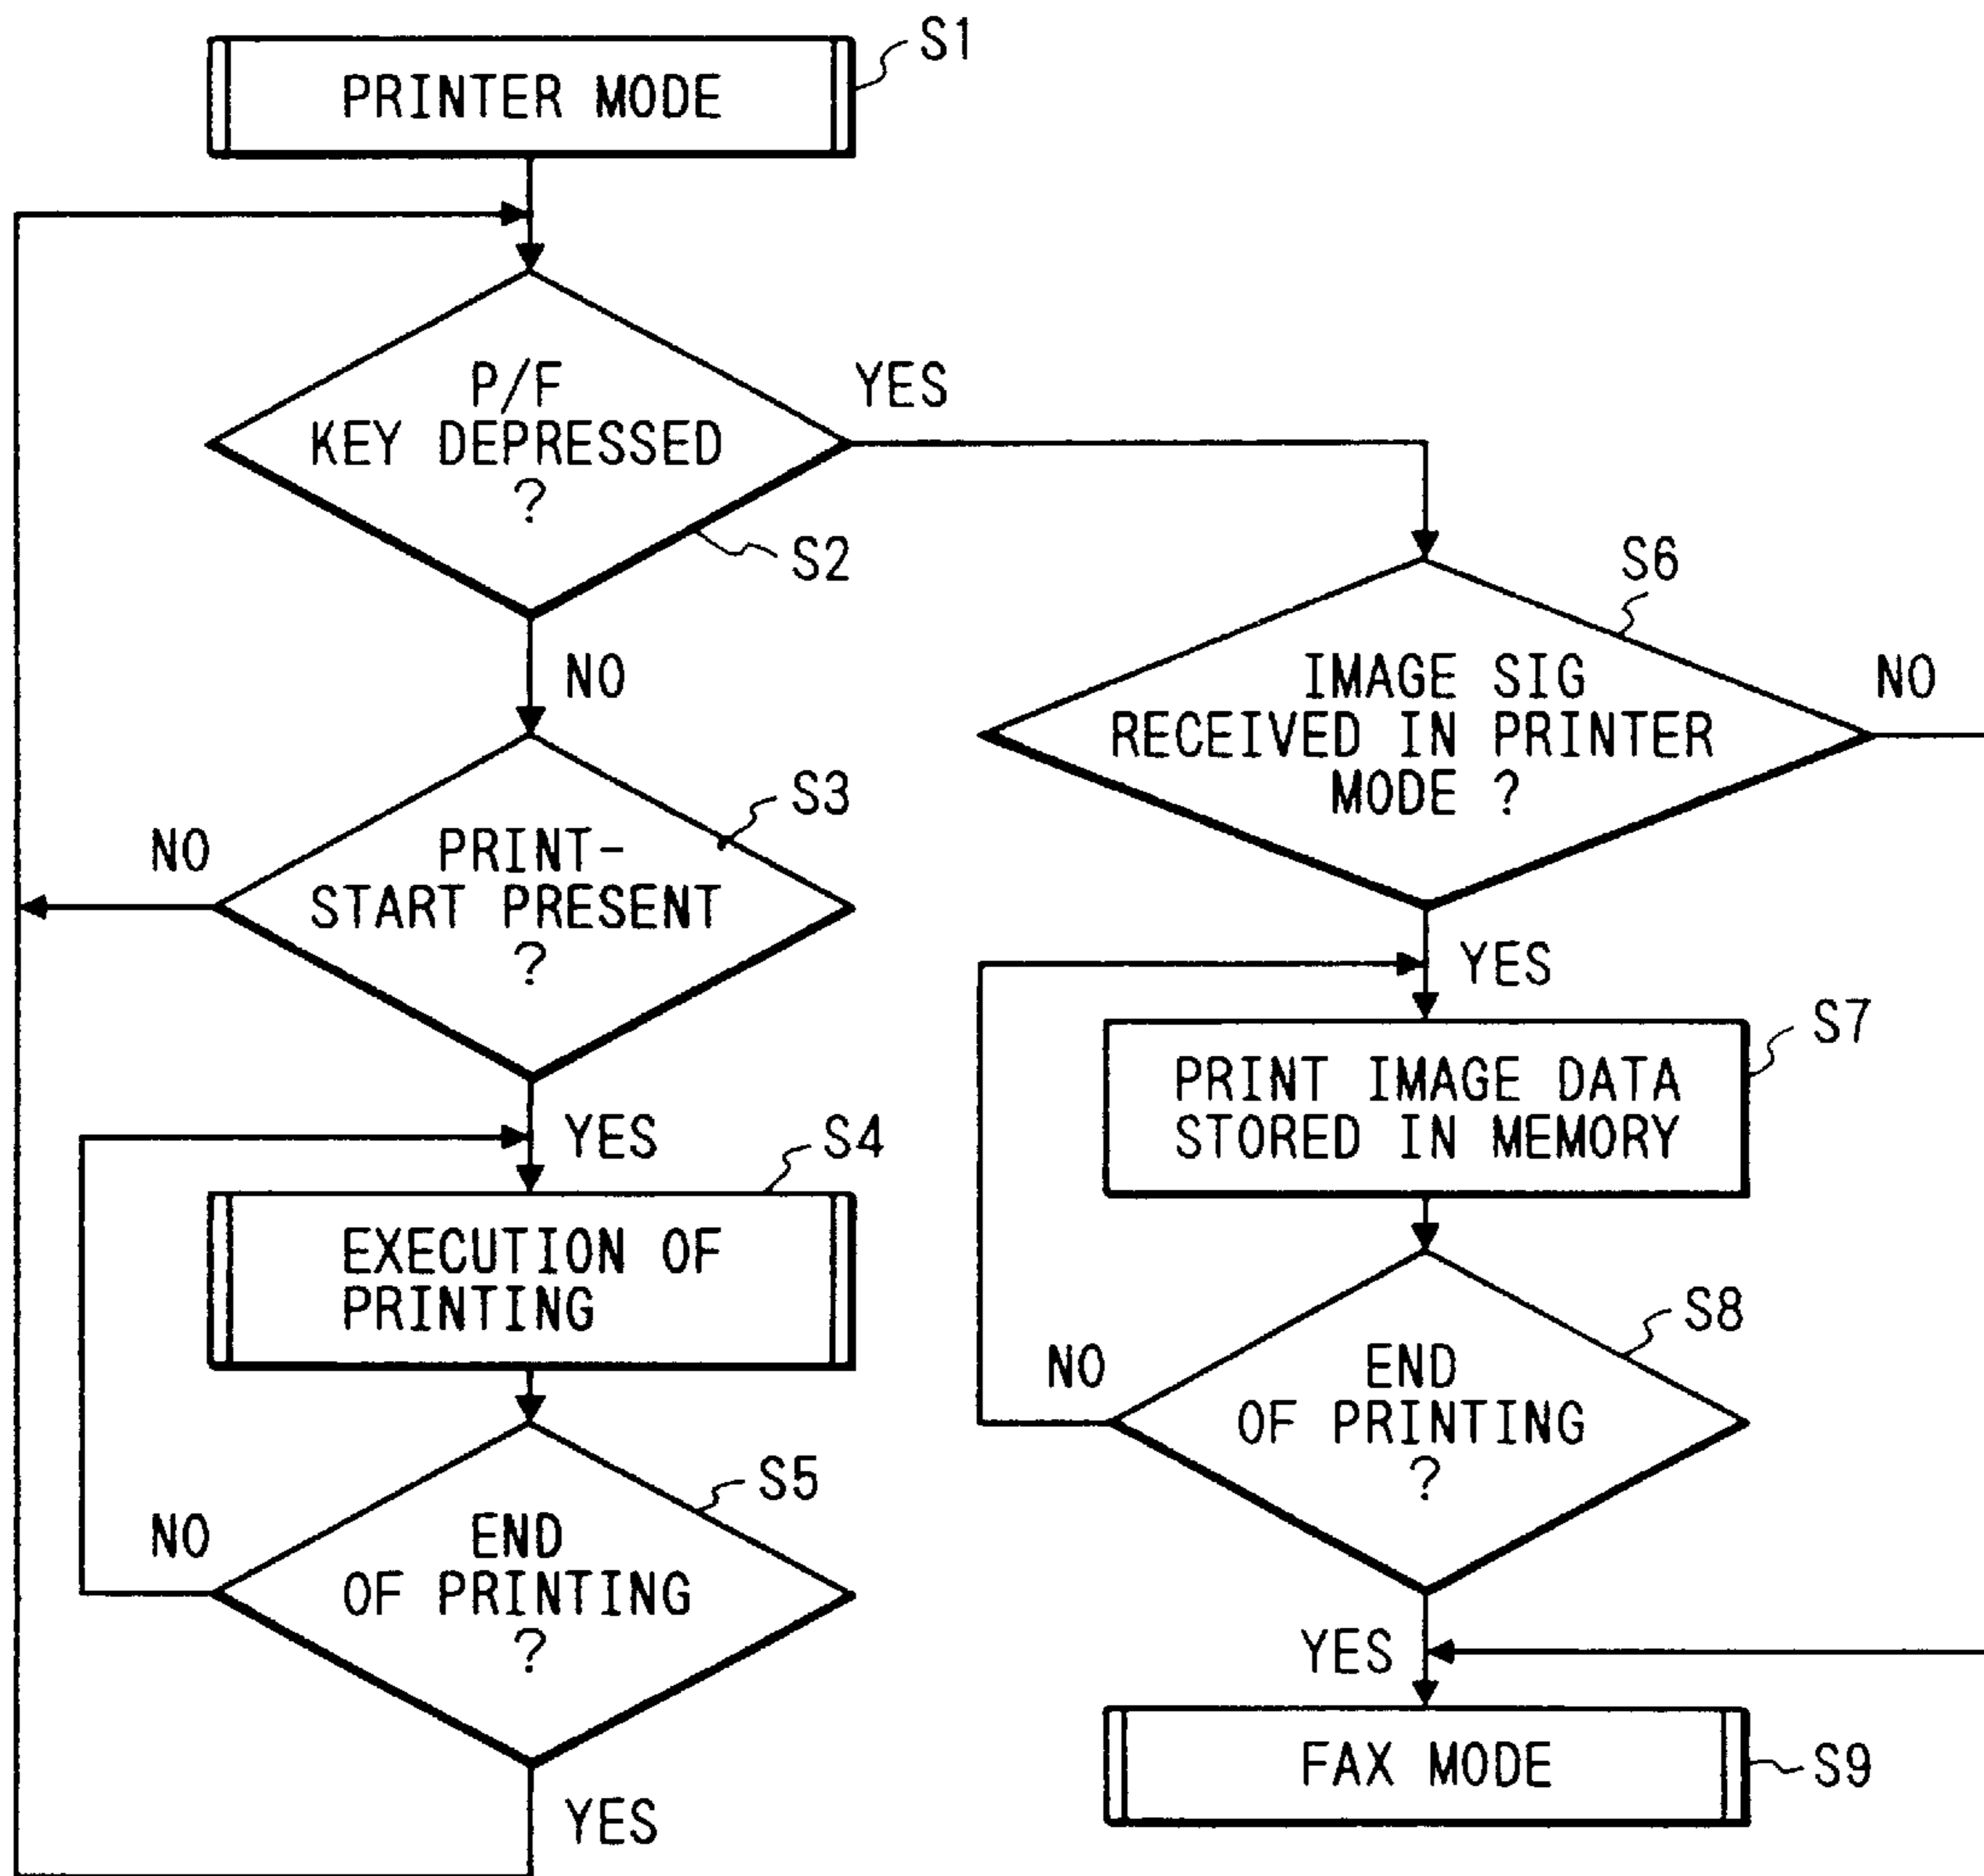 S1
PRINTER MODE
P/F
KEY DEPRESSED
?
YES
S2
NO
S3
PRINT-
START PRESENT
?
NO
YES
S4
EXECUTION OF
PRINTING
S5
END
OF PRINTING
?
NO
YES
S6
IMAGE SIG
RECEIVED IN PRINTER
MODE ?
NO
YES
S7
PRINT IMAGE DATA
STORED IN MEMORY
S8
END
OF PRINTING
?
NO
YES
FAX MODE
S9